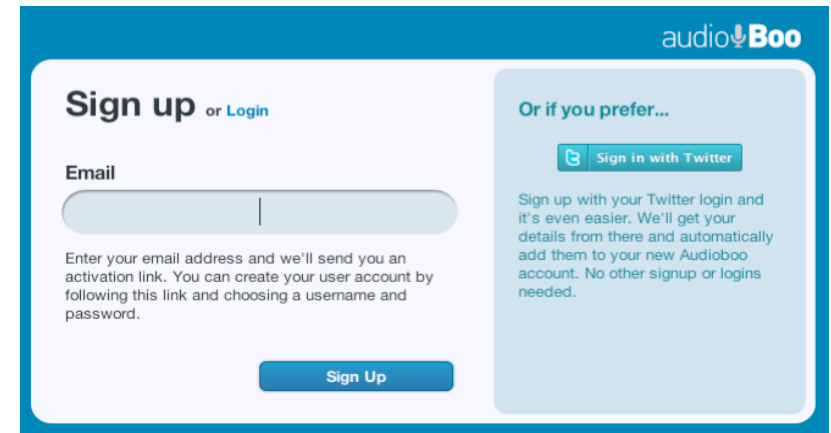 audioBoo
Sign up or Login
Email
Enter your email address and we'll send you an
activation link. You can create your user account by
following this link and choosing a username and
password.
Sign Up
Or if you prefer...
Sign in with Twitter
Sign up with your Twitter login and
it's even easier. We'll get your
details from there and automatically
add them to your new Audioboo
account. No other signup or logins
needed.